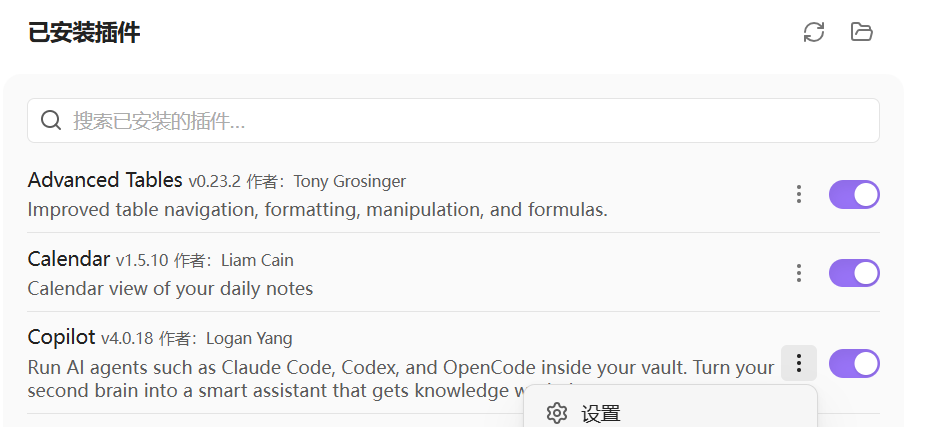 已安装插件
搜索已安装的插件...
Advanced Tables v0.23.2 作者：Tony Grosinger
Improved table navigation, formatting, manipulation, and formulas.
Calendar v1.5.10 作者：Liam Cain
Calendar view of your daily notes
Copilot v4.0.18 作者：Logan Yang
Run AI agents such as Claude Code, Codex, and OpenCode inside your vault. Turn your
second brain into a smart assistant that gets knowledge
设置